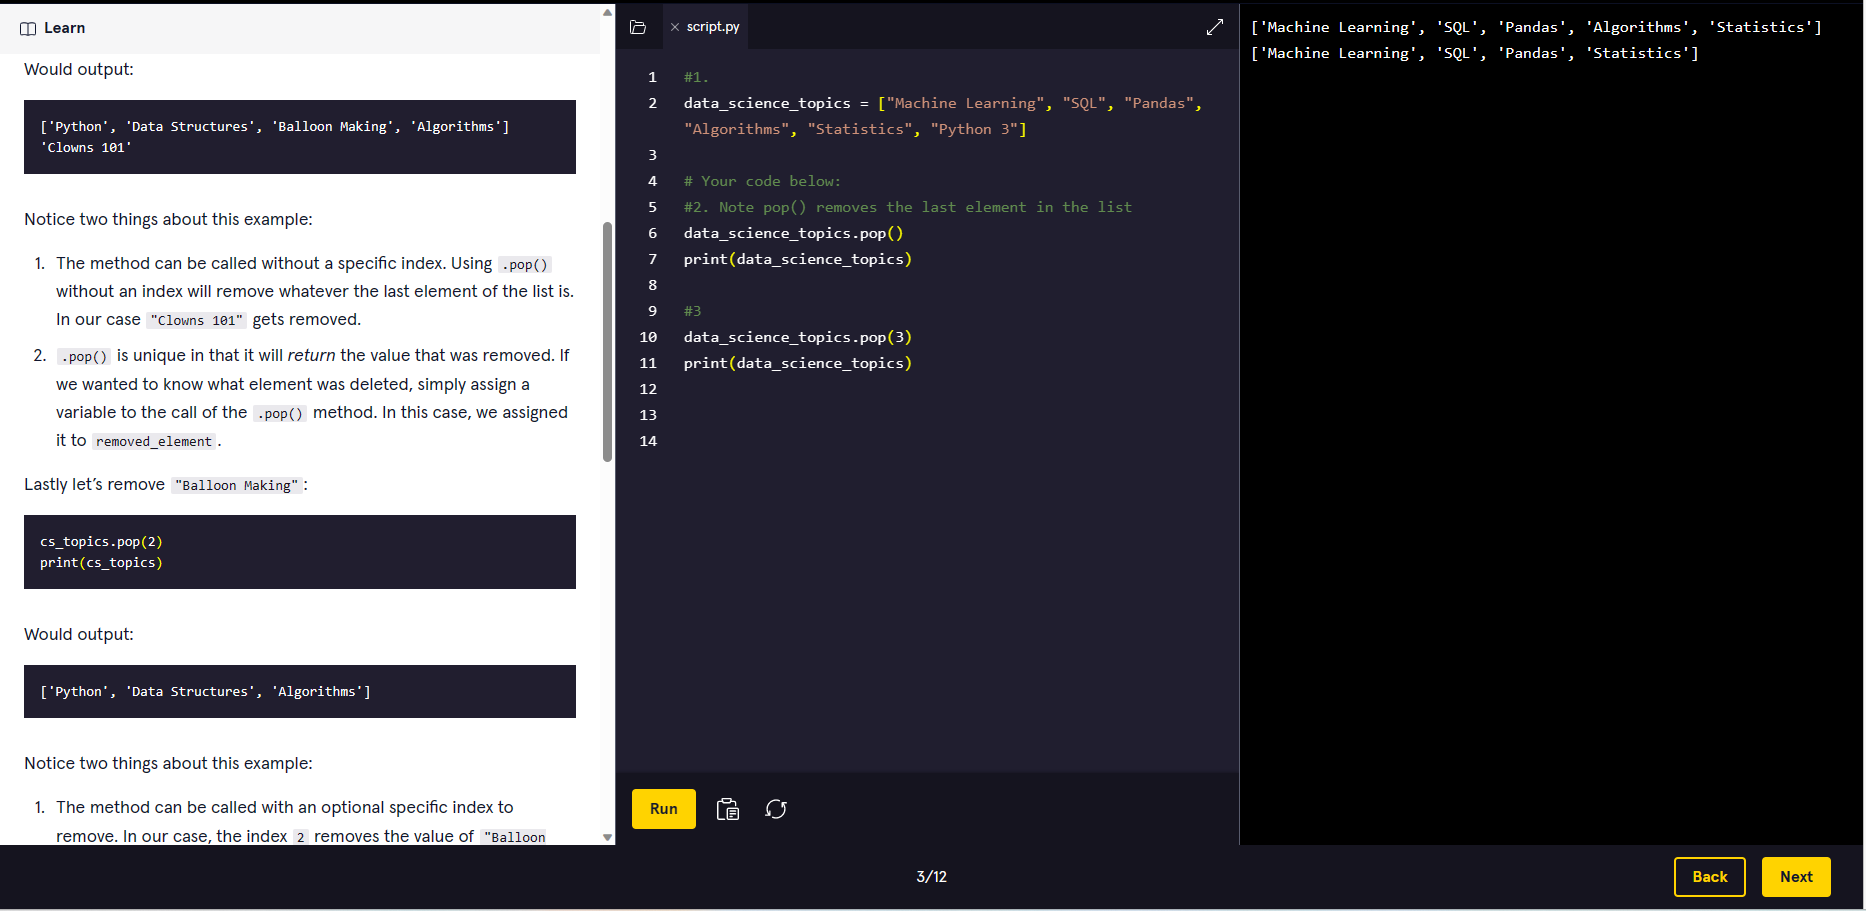 Learn
Would output:
['Python', 'Data Structures', 'Balloon Making', 'Algorithms']
'Clowns 101'
Notice two things about this example:
1. The method can be called without a specific index. Using .pop()
without an index will remove whatever the last element of the list is.
In our case "Clowns 101" gets removed.
2. .pop() is unique in that it will return the value that was removed. If
we wanted to know what element was deleted, simply assign a
variable to the call of the .pop() method. In this case, we assigned
it to removed_element.
Lastly let's remove "Balloon Making":
cs_topics.pop(2)
print(cs_topics)
Would output:
['Python', 'Data Structures', 'Algorithms']
Notice two things about this example:
1. The method can be called with an optional specific index to
remove. In our case, the index 2 removes the value of "Balloon
script.py
1 #1.
2 data_science_topics = ["Machine Learning", "SQL", "Pandas",
"Algorithms", "Statistics", "Python 3"]
3
4 # Your code below:
5 #2. Note pop() removes the last element in the list
6 data_science_topics.pop()
7 print(data_science_topics)
8
9 #3
10 data_science_topics.pop(3)
11 print(data_science_topics)
12
13
14
Run
['Machine Learning', 'SQL', 'Pandas', 'Algorithms', 'Statistics']
['Machine Learning', 'SQL', 'Pandas', 'Statistics']
3/12
Back
Next